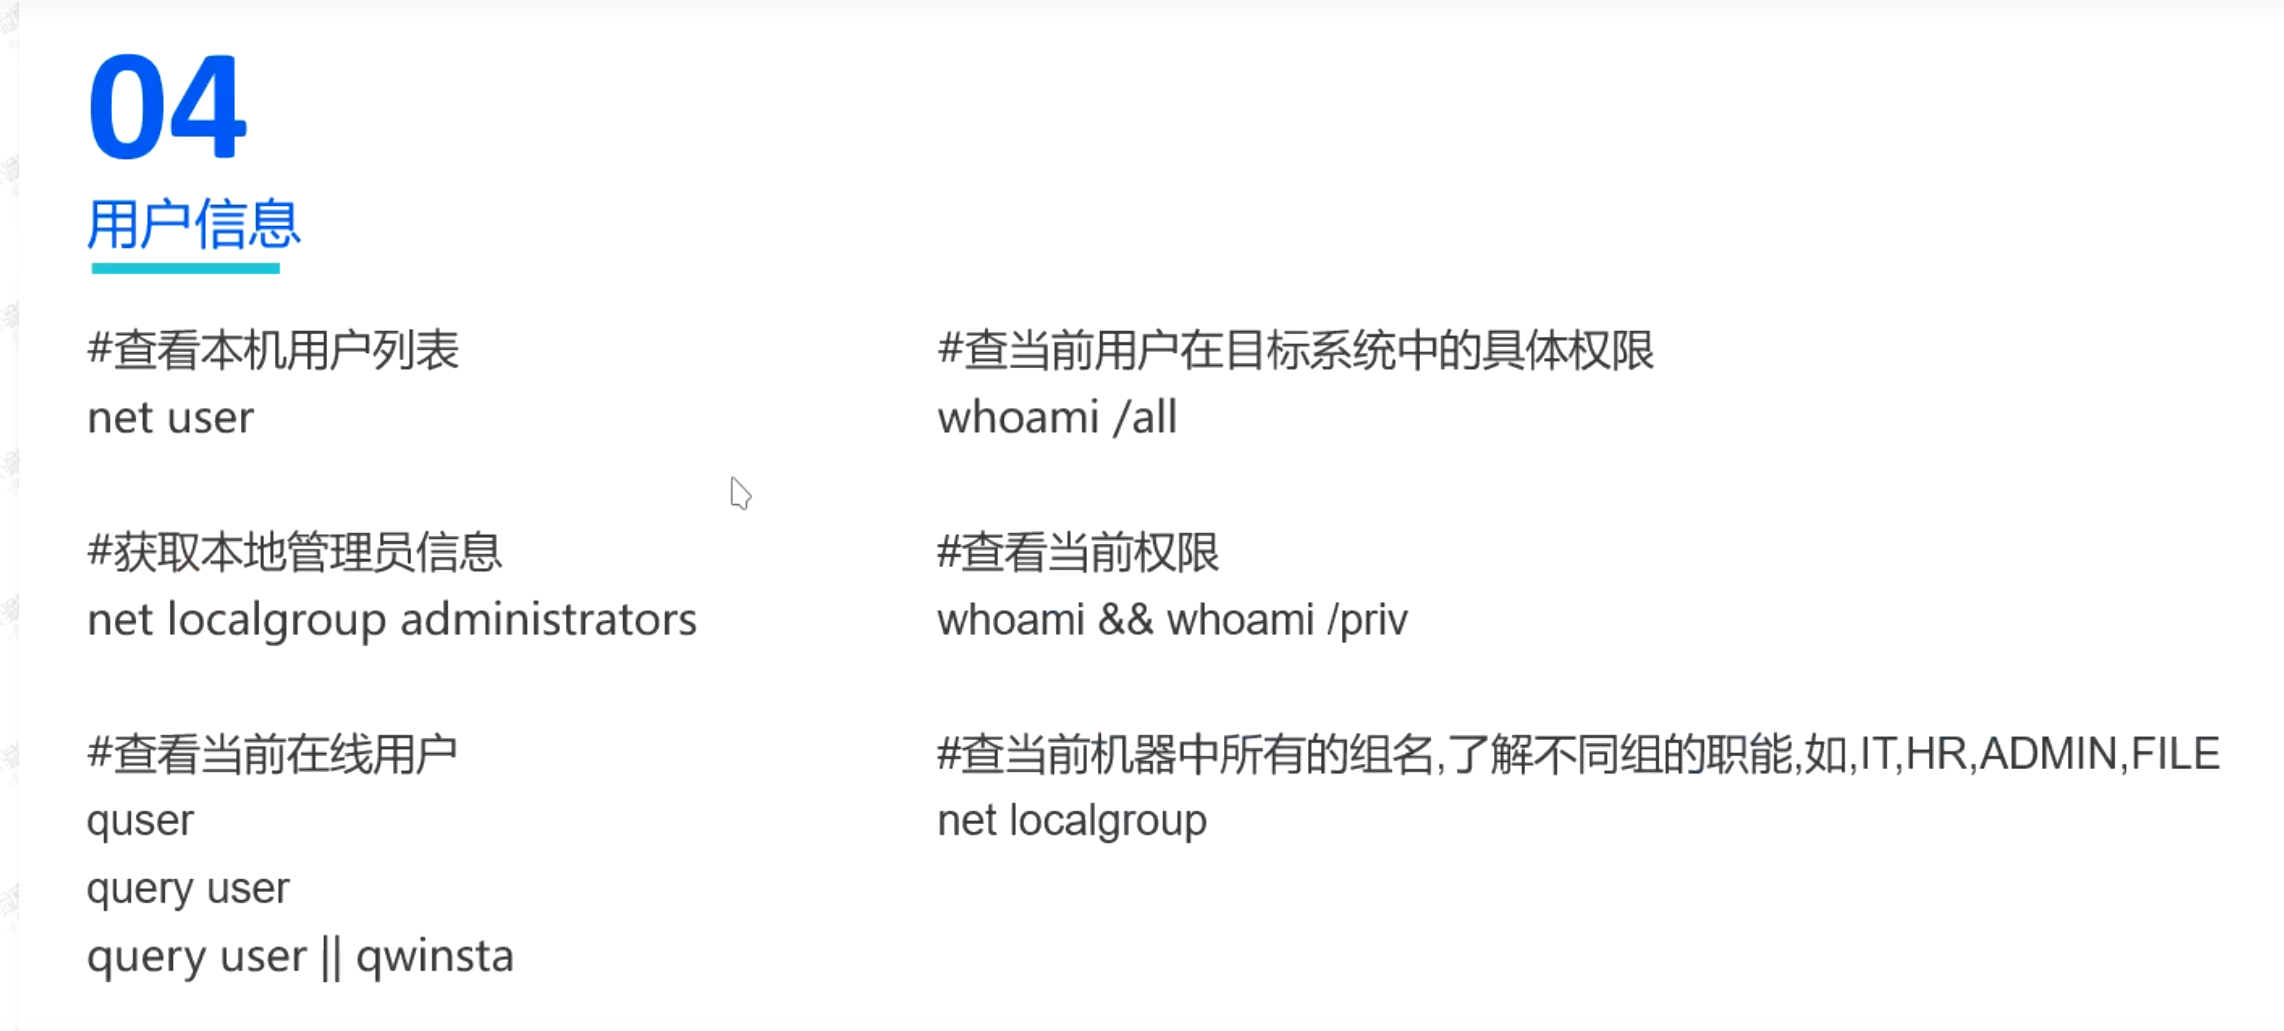 04
用户信息
#查看本机用户列表
net user
#获取本地管理员信息
net localgroup administrators
#查看当前在线用户
quser
query user
query user || qwinsta
#查当前用户在目标系统中的具体权限
whoami /all
#查看当前权限
whoami && whoami /priv
#查当前机器中所有的组名,了解不同组的职能,如,IT,HR,ADMIN,FILE
net localgroup